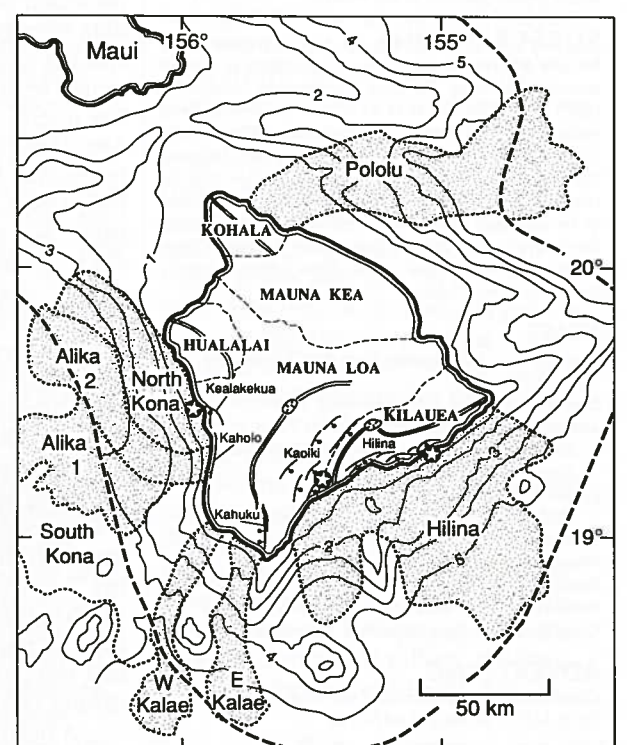 156°
155°
Maui
4
5
2
Pololu
KOHALA
3
1
20°
MAUNA KEA
HUALALAI
MAUNA LOA
Alika
2
North
Kona
Kealakekua
KILAUEA
Kaholo
Kaoiki
Hilina
3
Alika
1
Kahuku
South
Kona
Hilina
19°
2
5
4
W
Kalae
E
Kalae
50 km